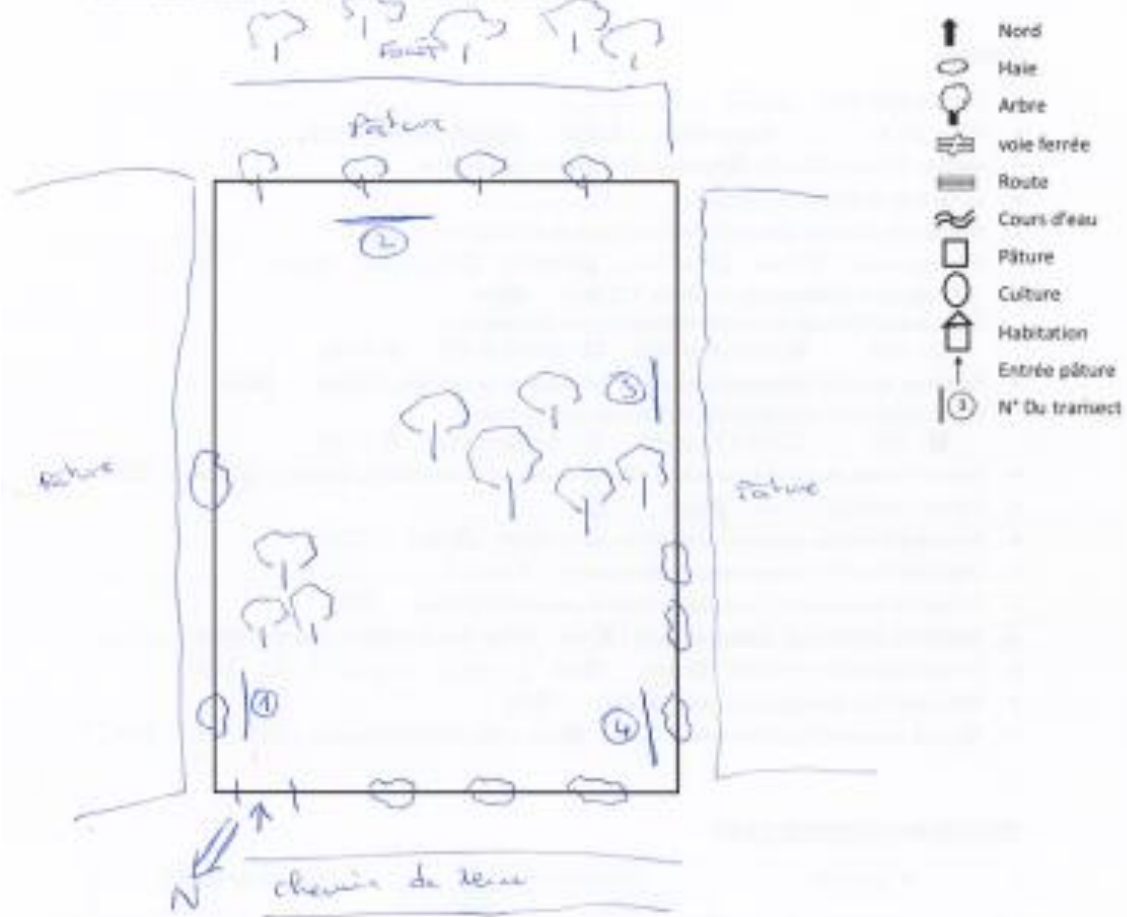 Forêt
Pâture
②
③
Pâture
Pâture
①
④
N
chemin de terre
Nord
Haie
Arbre
voie ferrée
Route
Cours d'eau
Pâture
Culture
Habitation
Entrée pâture
③ N° Du transect